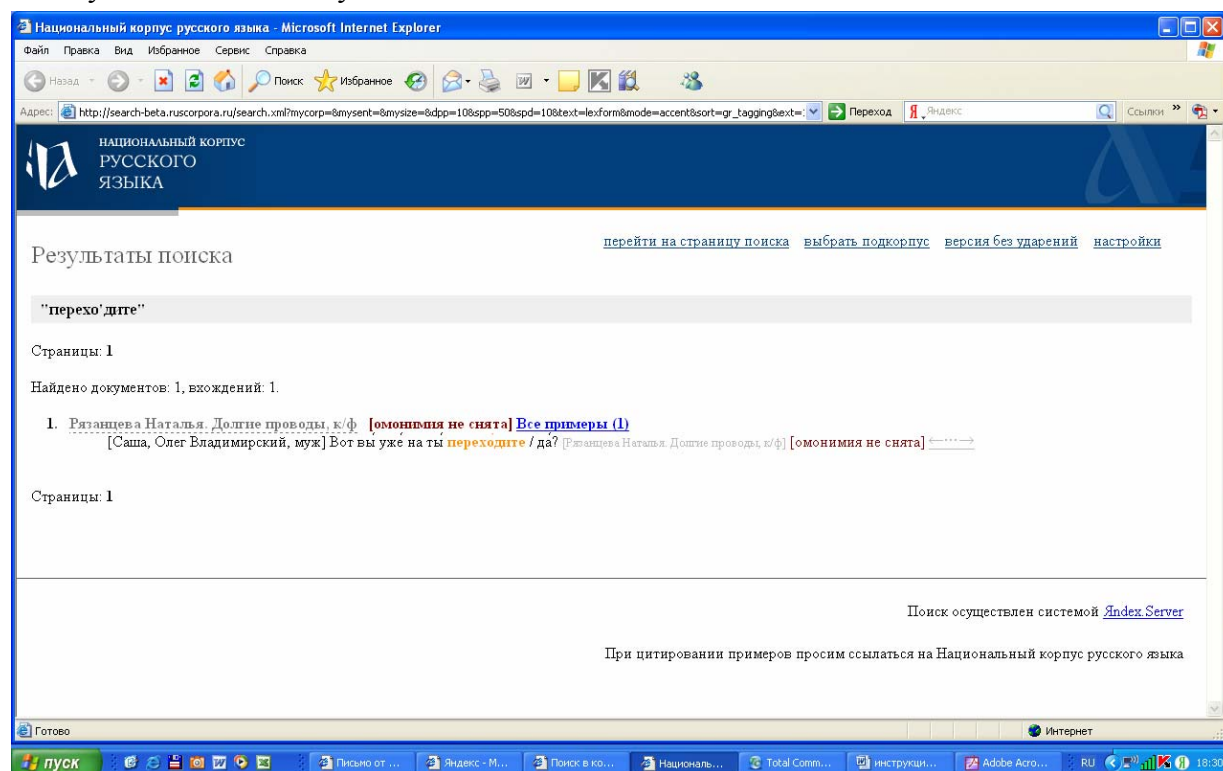 Национальный корпус русского языка - Microsoft Internet Explorer
Файл Правка Вид Избранное Сервис Справка
Назад Поиск Избранное
Адрес: http://search-beta.ruscorpora.ru/search.xml?mycorp=&mysent=&mysize=&dpp=10&spp=50&spd=10&text=lexform&mode=accent&sort=gr_tagging&ext= Переход Яндекс Ссылки »
НАЦИОНАЛЬНЫЙ КОРПУС
РУССКОГО
ЯЗЫКА
перейти на страницу поиска выбрать подкорпус версия без ударений настройки
Результаты поиска
"перехо'дите"
Страницы: 1
Найдено документов: 1, вхождений: 1.
1. Рязанцева Наталья. Долгие проводы, к/ф [омонимия не снята] Все примеры (1)
[Саша, Олег Владимирский, муж] Вот вы́ уже́ на ты́ переходите / да́? [Рязанцева Наталья. Долгие проводы, к/ф] [омонимия не снята] ←···→
Страницы: 1
Поиск осуществлен системой Яndex.Server
При цитировании примеров просим ссылаться на Национальный корпус русского языка
Готово Интернет
пуск Письмо от ... Яндекс - М... Поиск в ко... Националь... Total Comm... инструкци... Adobe Acro... RU 18:30